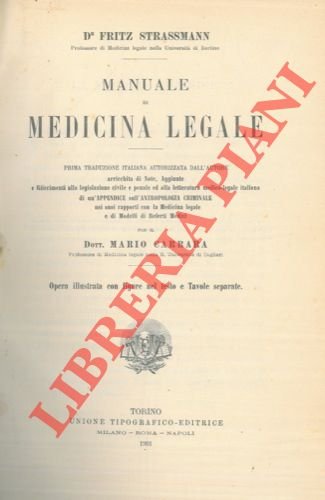 Dr FRITZ STRASSMANN
Professore di Medicina legale nella Università di Berlino
MANUALE
DI
MEDICINA LEGALE
PRIMA TRADUZIONE ITALIANA AUTORIZZATA DALL'AUTORE
arricchita di Note, Aggiunte
e Riferimenti alla legislazione civile e penale ed alla letteratura medico-legale italiana
di un'APPENDICE sull'ANTROPOLOGIA CRIMINALE
nei suoi rapporti con la Medicina legale
e di Modelli di Referti Medici
PER IL
Dott. MARIO CARRARA
Professore di Medicina legale nella R. Università di Cagliari
Opera illustrata con figure nel testo e Tavole separate.
TORINO
UNIONE TIPOGRAFICO-EDITRICE
MILANO - ROMA - NAPOLI
1901
LIBRERIA PIANI